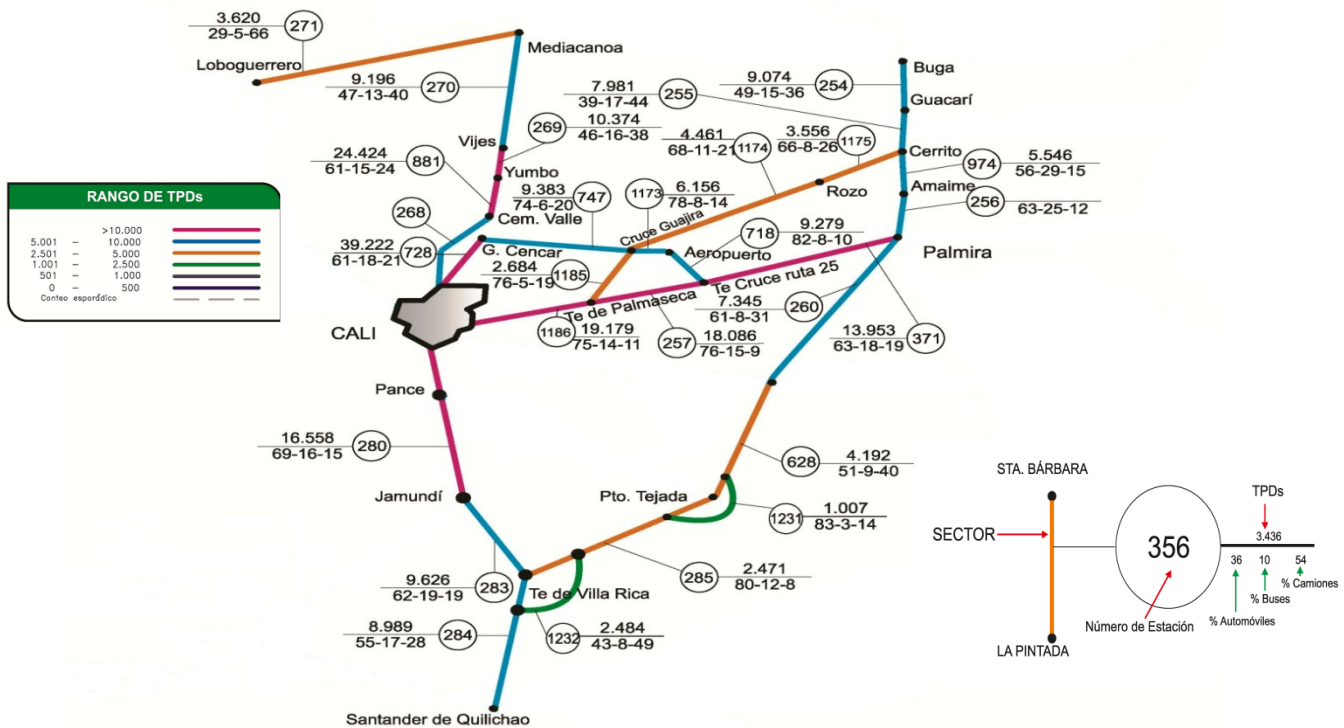 3.620
29-5-66
271
Loboguerrero
Mediacanoa
9.196
47-13-40
270
7.981
39-17-44
255
9.074
49-15-36
254
Buga
Guacarí
Vijes
269
10.374
46-16-38
4.461
68-11-21
1174
3.556
66-8-26
1175
Cerrito
24.424
61-15-24
881
Yumbo
974
5.546
56-29-15
RANGO DE TPDs
>10.000
5.001 – 10.000
2.501 – 5.000
1.001 – 2.500
501 – 1.000
0 – 500
Conteo esporádico
9.383
74-6-20
747
1173
6.156
78-8-14
Rozo
Amaime
256
63-25-12
268
Cem. Valle
Cruce Guajira
718
9.279
82-8-10
39.222
61-18-21
728
G. Cencar
Aeropuerto
Palmira
2.684
76-5-19
1185
Te Cruce ruta 25
Te de Palmaseca
7.345
61-8-31
260
CALI
1186
19.179
75-14-11
257
18.086
76-15-9
13.953
63-18-19
371
Pance
16.558
69-16-15
280
628
4.192
51-9-40
Jamundí
Pto. Tejada
1231
1.007
83-3-14
285
2.471
80-12-8
9.626
62-19-19
283
Te de Villa Rica
8.989
55-17-28
284
1232
2.484
43-8-49
Santander de Quilichao
STA. BÁRBARA
TPDs
SECTOR
356
3.436
36 10 54
% Camiones
% Buses
% Automóviles
Número de Estación
LA PINTADA